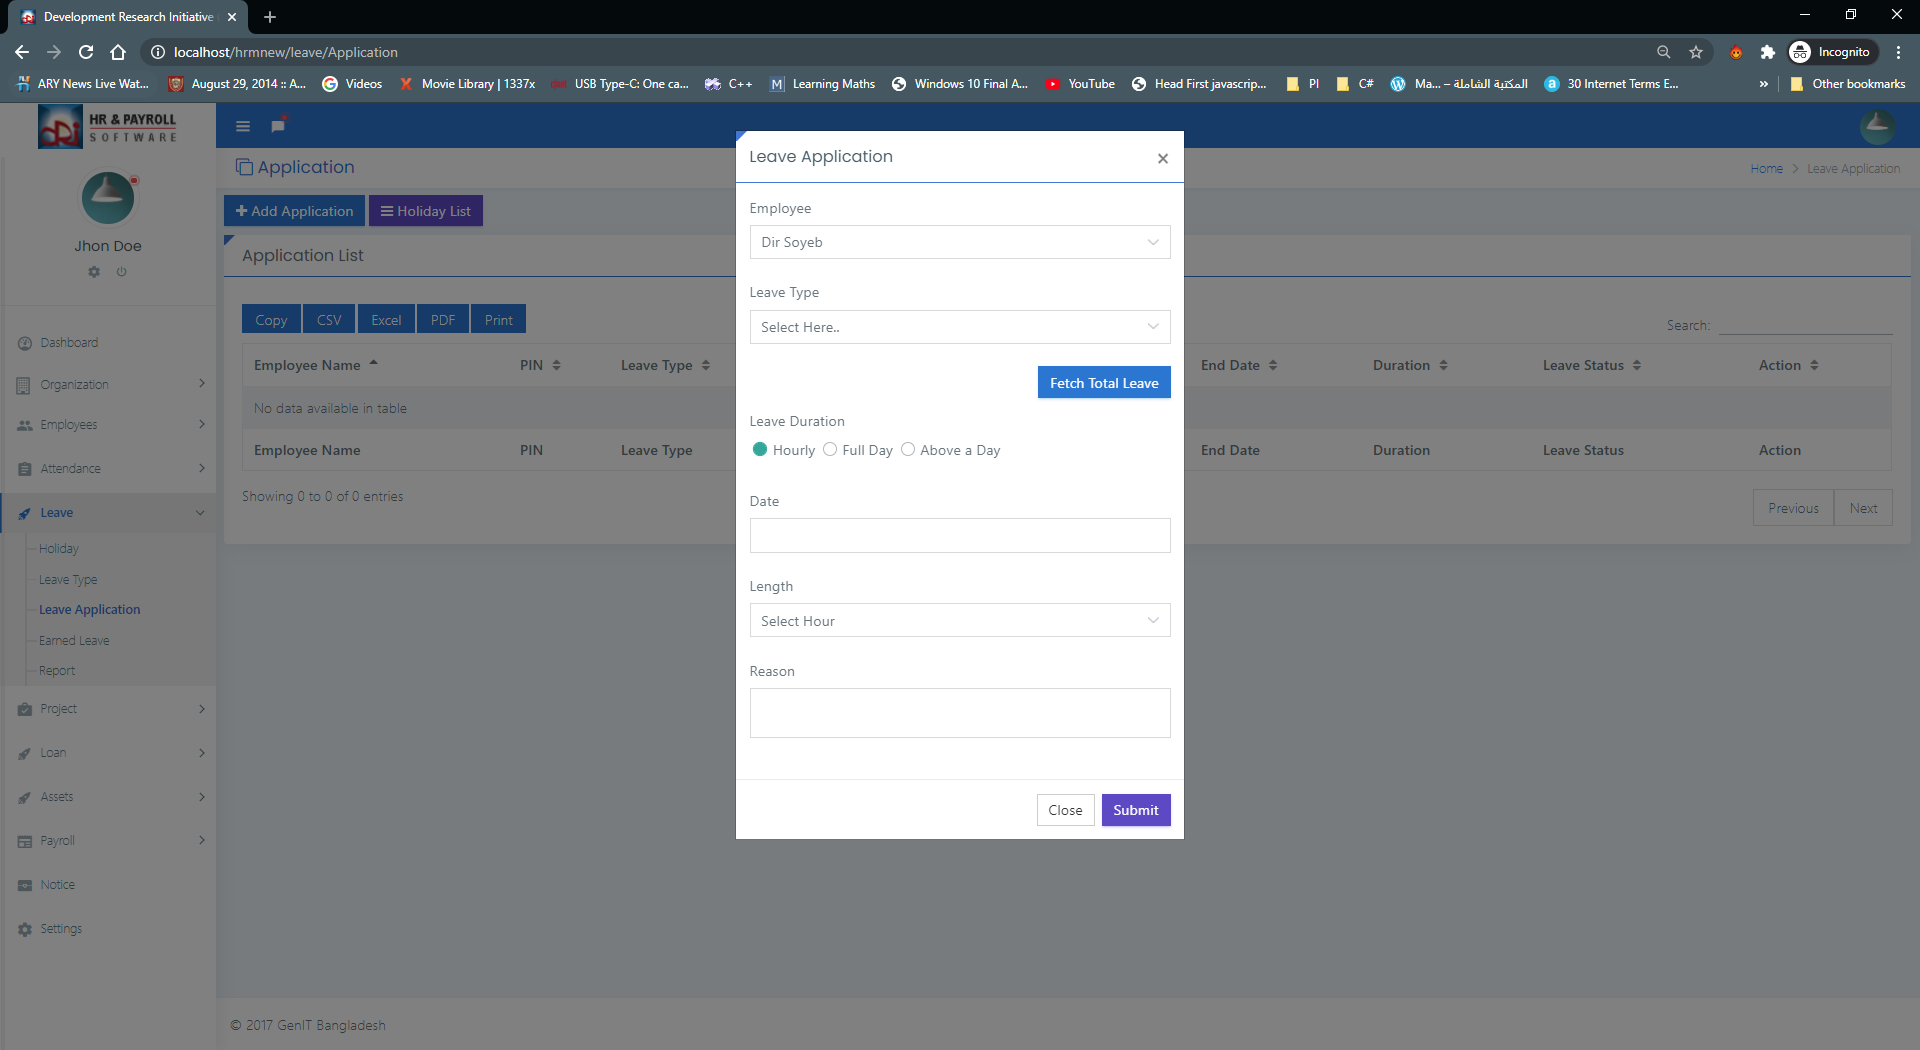 Development Research Initiative
localhost/hrmnew/leave/Application
Incognito
ARY News Live Wat...
August 29, 2014 :: A...
Videos
Movie Library | 1337x
USB Type-C: One ca...
C++
Learning Maths
Windows 10 Final A...
YouTube
Head First javascrip...
PI
C#
المكتبة الشاملة – ...Ma
30 Internet Terms E...
»
Other bookmarks
HR & PAYROLL
SOFTWARE
Jhon Doe
Dashboard
Organization
Employees
Attendance
Leave
Holiday
Leave Type
Leave Application
Earned Leave
Report
Project
Loan
Assets
Payroll
Notice
Settings
Application
Home > Leave Application
+ Add Application
Holiday List
Application List
Copy
CSV
Excel
PDF
Print
Search:
Employee Name
PIN
Leave Type
End Date
Duration
Leave Status
Action
No data available in table
Employee Name
PIN
Leave Type
End Date
Duration
Leave Status
Action
Showing 0 to 0 of 0 entries
Previous
Next
Leave Application
×
Employee
Dir Soyeb
Leave Type
Select Here..
Fetch Total Leave
Leave Duration
Hourly
Full Day
Above a Day
Date
Length
Select Hour
Reason
Close
Submit
© 2017 GenIT Bangladesh